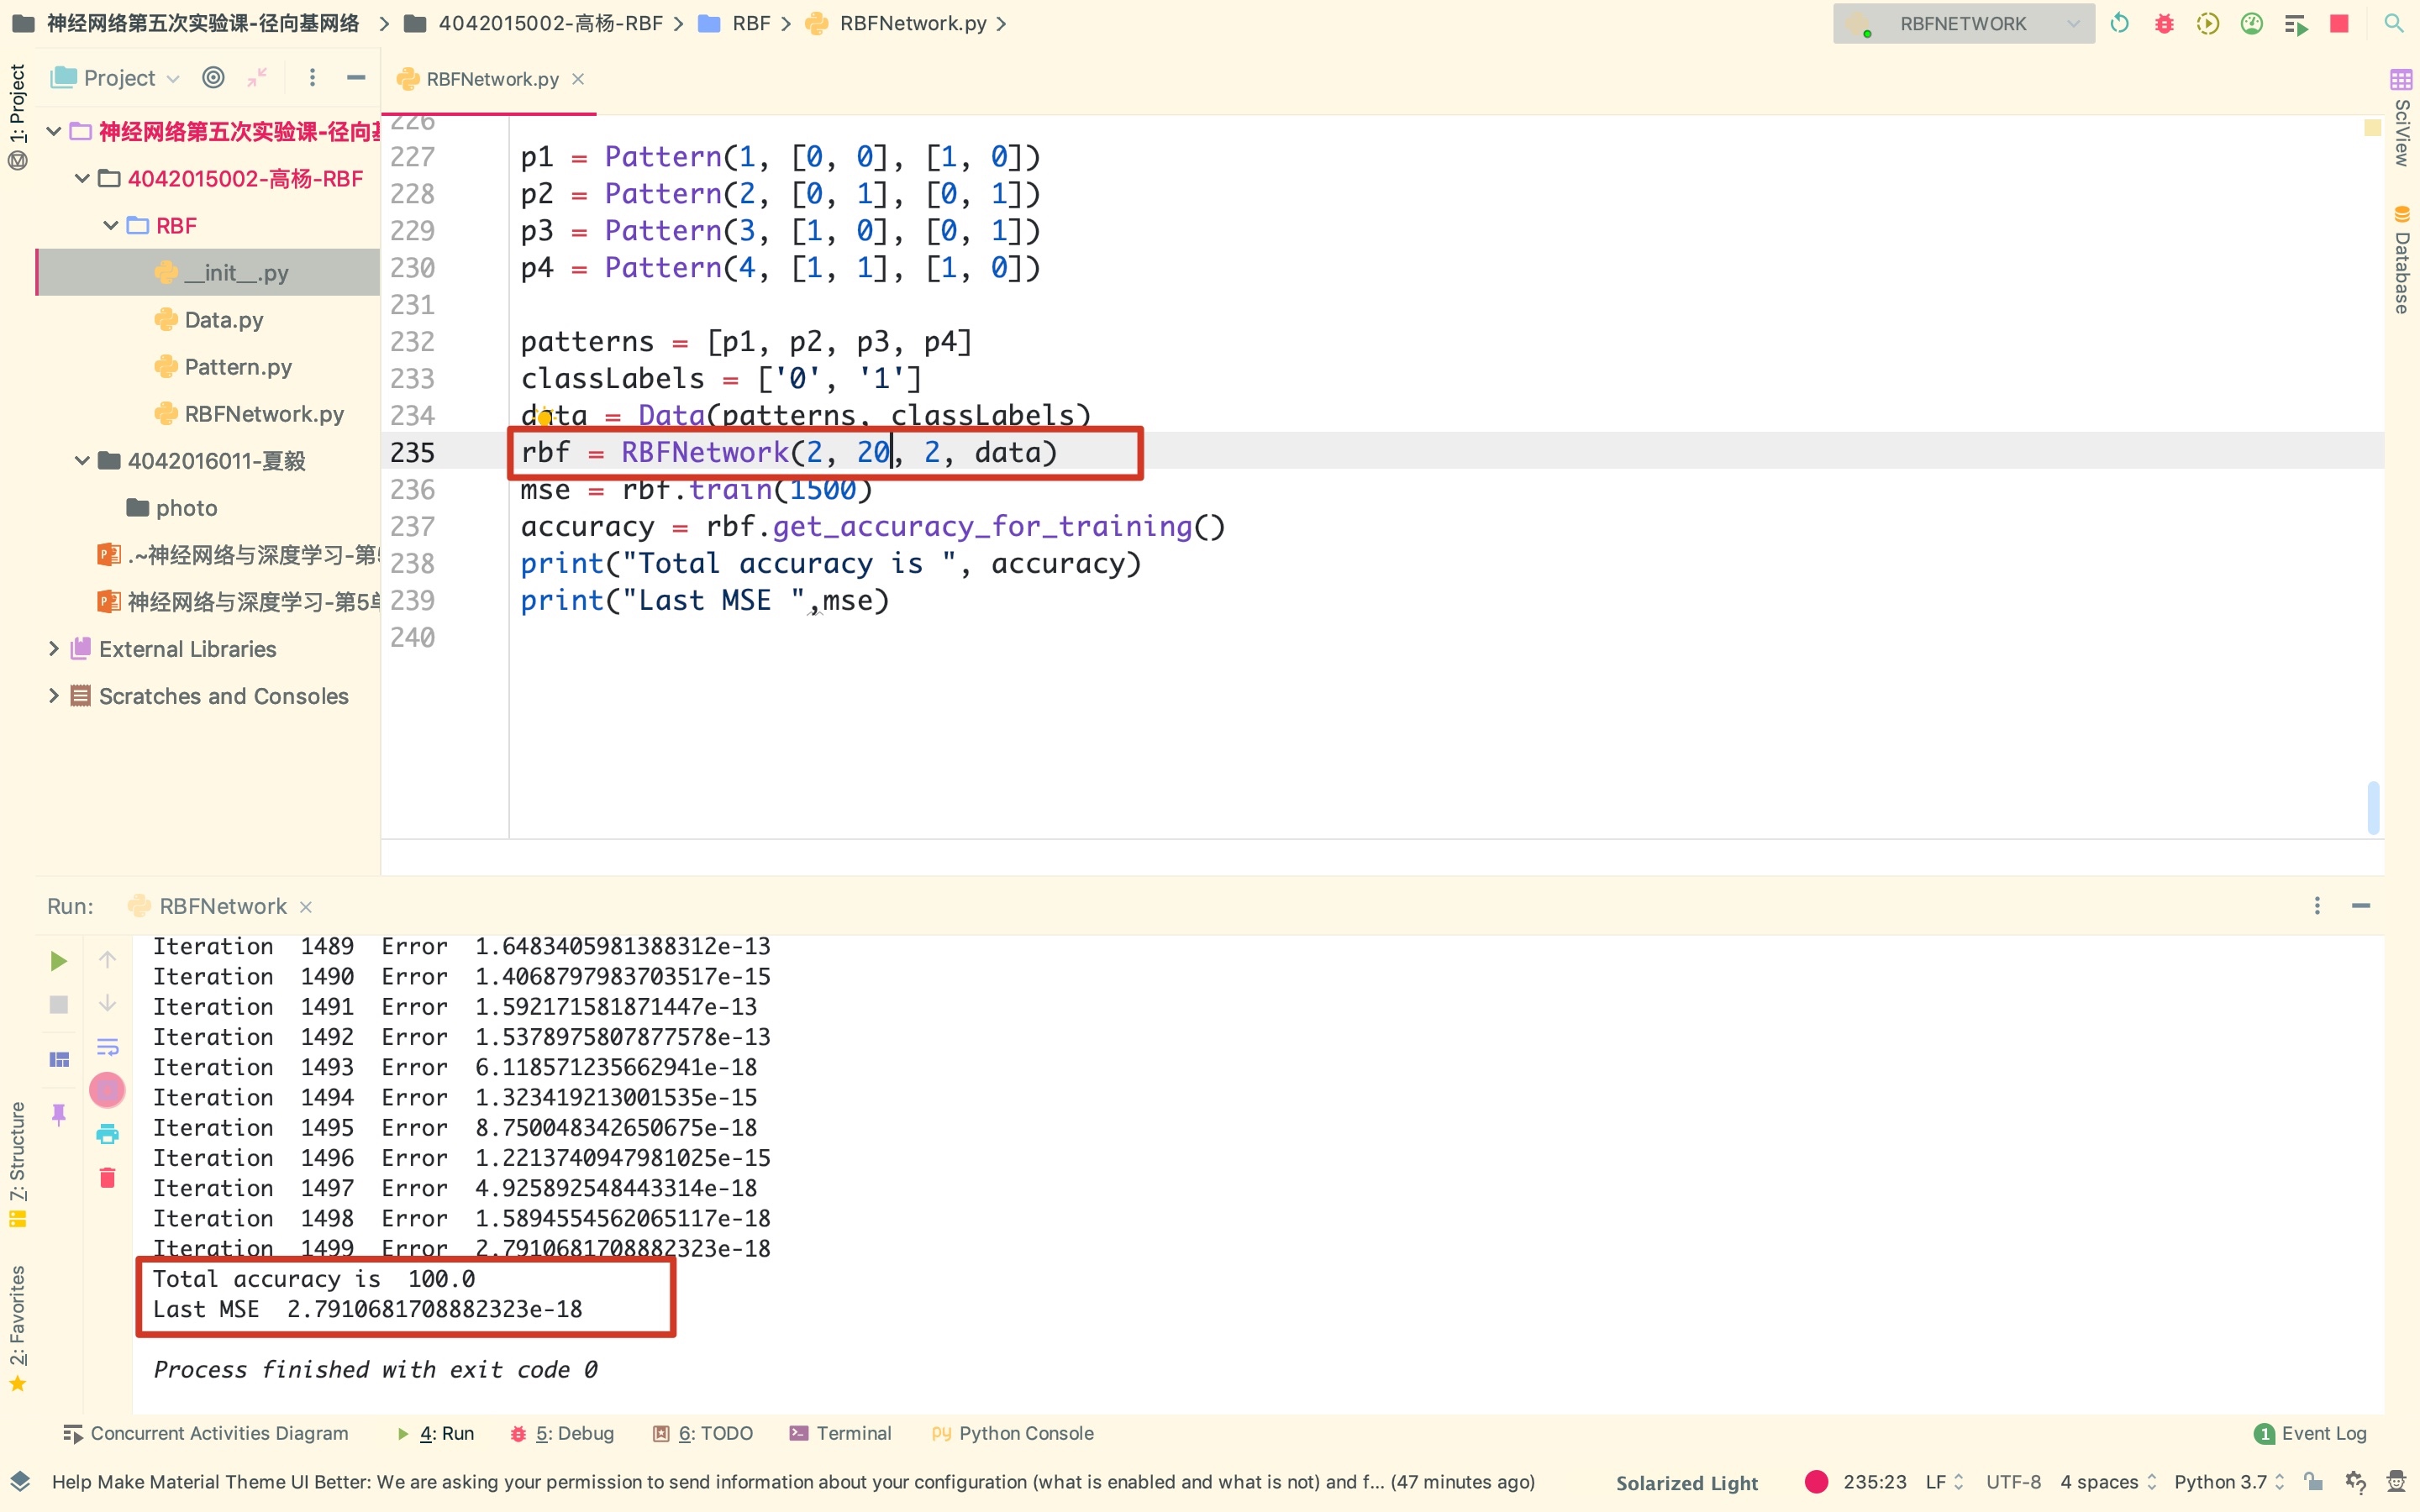 神经网络第五次实验课-径向基网络 4042015002-高杨-RBF RBF RBFNetwork.py RBFNETWORK
1: Project
Project
RBFNetwork.py
神经网络第五次实验课-径向基
4042015002-高杨-RBF
RBF
__init__.py
Data.py
Pattern.py
RBFNetwork.py
4042016011-夏毅
photo
.~神经网络与深度学习-第5
神经网络与深度学习-第5单
External Libraries
Scratches and Consoles
226
227 p1 = Pattern(1, [0, 0], [1, 0])
228 p2 = Pattern(2, [0, 1], [0, 1])
229 p3 = Pattern(3, [1, 0], [0, 1])
230 p4 = Pattern(4, [1, 1], [1, 0])
231
232 patterns = [p1, p2, p3, p4]
233 classLabels = ['0', '1']
234 data = Data(patterns, classLabels)
235 rbf = RBFNetwork(2, 20, 2, data)
236 mse = rbf.train(1500)
237 accuracy = rbf.get_accuracy_for_training()
238 print("Total accuracy is ", accuracy)
239 print("Last MSE ",mse)
240
SciView
Database
Run: RBFNetwork
Iteration 1489 Error 1.6483405981388312e-13
Iteration 1490 Error 1.4068797983703517e-15
Iteration 1491 Error 1.592171581871447e-13
Iteration 1492 Error 1.5378975807877578e-13
Iteration 1493 Error 6.118571235662941e-18
Iteration 1494 Error 1.323419213001535e-15
Iteration 1495 Error 8.750048342650675e-18
Iteration 1496 Error 1.2213740947981025e-15
Iteration 1497 Error 4.925892548443314e-18
Iteration 1498 Error 1.5894554562065117e-18
Iteration 1499 Error 2.7910681708882323e-18
Total accuracy is 100.0
Last MSE 2.7910681708882323e-18
Process finished with exit code 0
7: Structure
2: Favorites
Concurrent Activities Diagram 4: Run 5: Debug 6: TODO Terminal Python Console 1 Event Log
Help Make Material Theme UI Better: We are asking your permission to send information about your configuration (what is enabled and what is not) and f... (47 minutes ago) Solarized Light 235:23 LF UTF-8 4 spaces Python 3.7